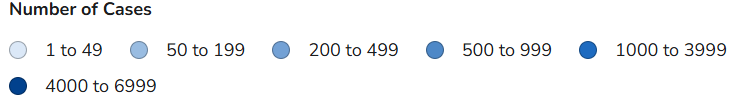 Number of Cases
1 to 49 50 to 199 200 to 499 500 to 999 1000 to 3999
4000 to 6999